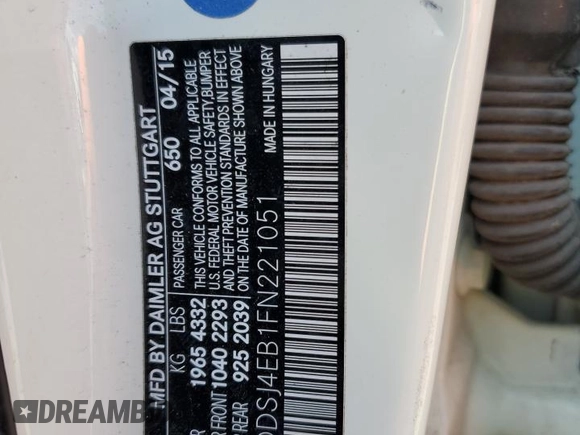 MFD BY DAIMLER AG STUTTGART
KG LBS PASSENGER CAR 650 04/15
1965 4332 THIS VEHICLE CONFORMS TO ALL APPLICABLE
FRONT 1040 2293 U.S. FEDERAL MOTOR VEHICLE SAFETY, BUMPER
REAR 925 2039 AND THEFT PREVENTION STANDARDS IN EFFECT
ON THE DATE OF MANUFACTURE SHOWN ABOVE
DDSJ4EB1FN221051 MADE IN HUNGARY
DREAMB